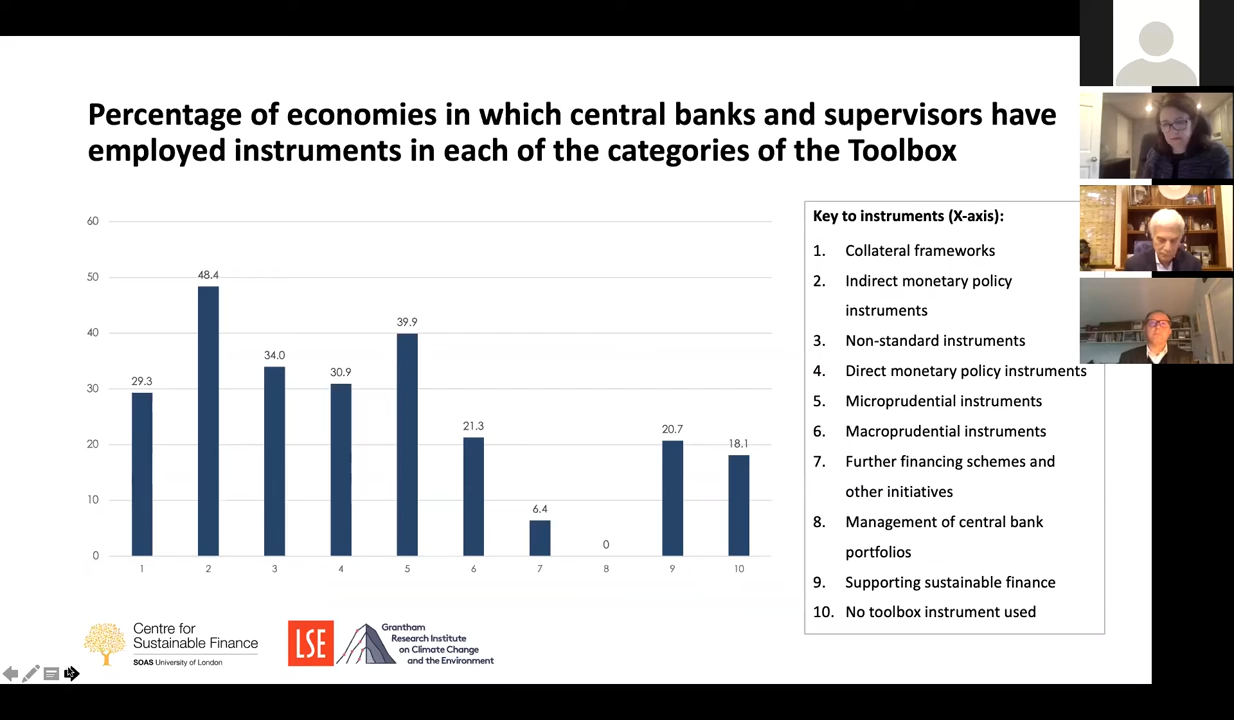 Percentage of economies in which central banks and supervisors have
employed instruments in each of the categories of the Toolbox
60
50
40
30
20
10
0
29.3
48.4
34.0
30.9
39.9
21.3
6.4
0
20.7
18.1
1
2
3
4
5
6
7
8
9
10
Key to instruments (X-axis):
1. Collateral frameworks
2. Indirect monetary policy
instruments
3. Non-standard instruments
4. Direct monetary policy instruments
5. Microprudential instruments
6. Macroprudential instruments
7. Further financing schemes and
other initiatives
8. Management of central bank
portfolios
9. Supporting sustainable finance
10. No toolbox instrument used
Centre for
Sustainable Finance
SOAS University of London
LSE
Grantham
Research Institute
on Climate Change
and the Environment